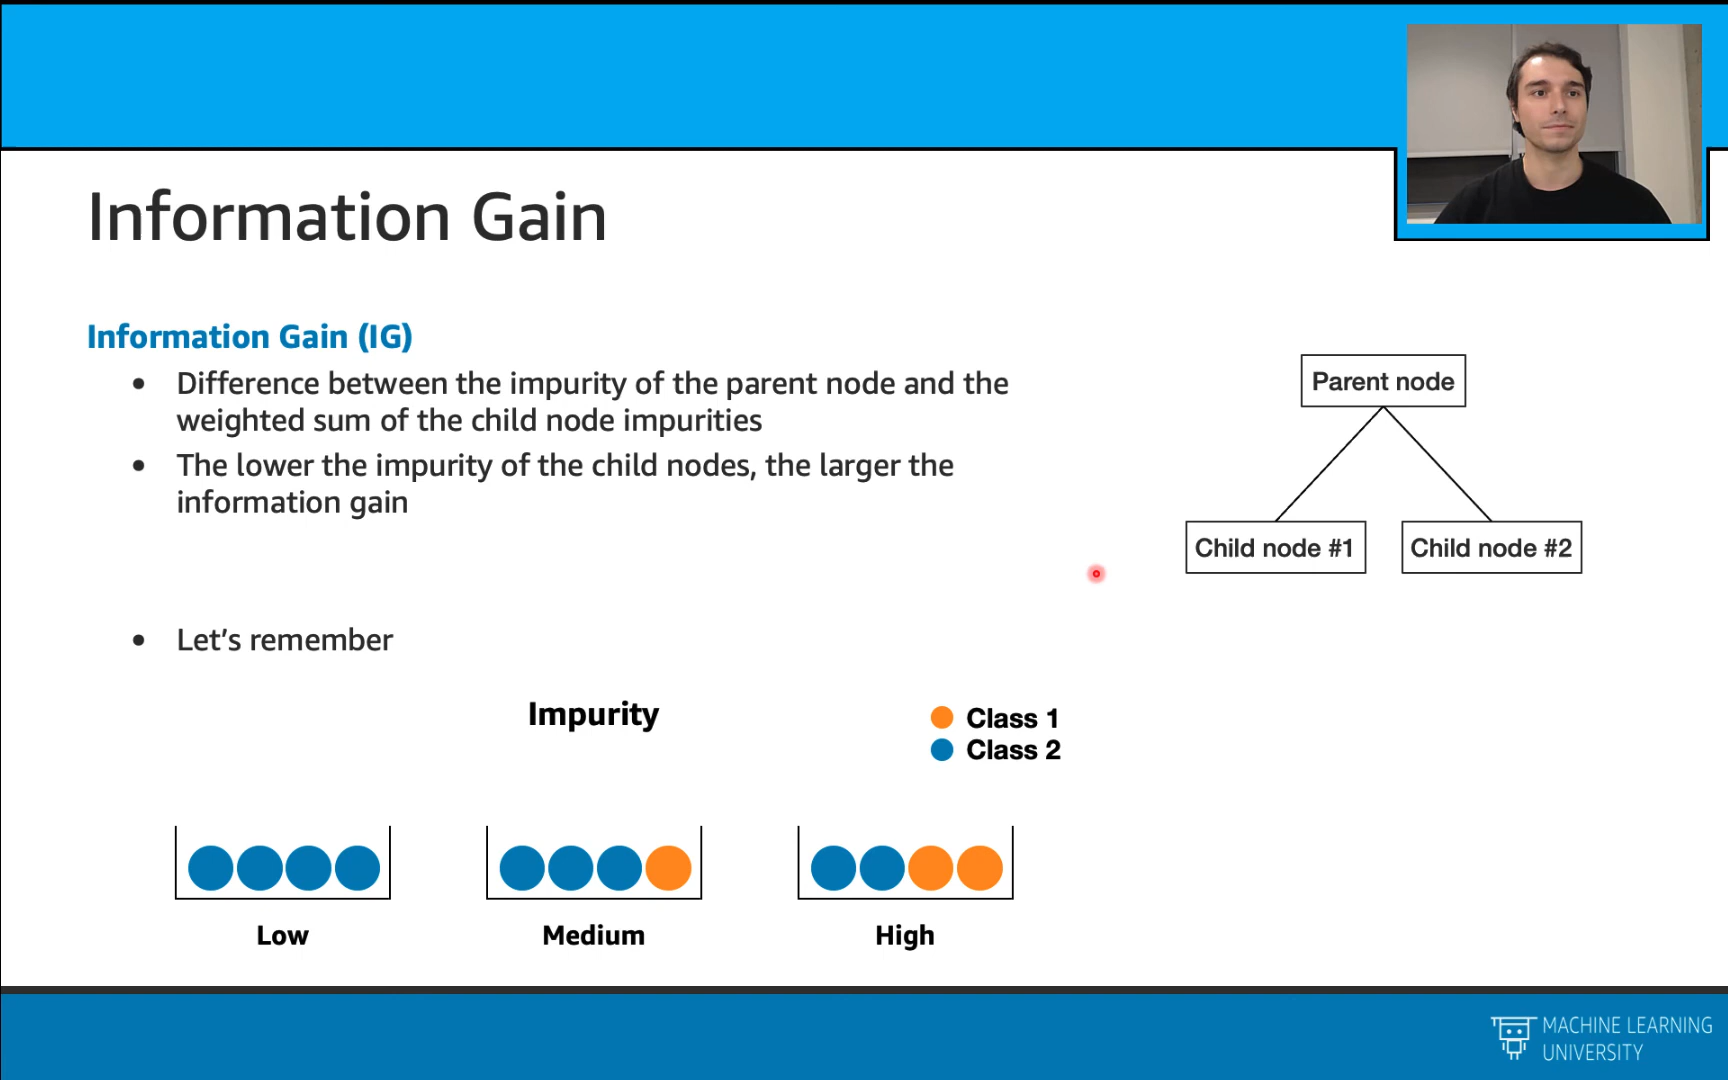 Information Gain
Information Gain (IG)
• Difference between the impurity of the parent node and the
weighted sum of the child node impurities
• The lower the impurity of the child nodes, the larger the
information gain
Parent node
Child node #1
Child node #2
• Let’s remember
Impurity
Class 1
Class 2
Low
Medium
High
MACHINE LEARNING
UNIVERSITY